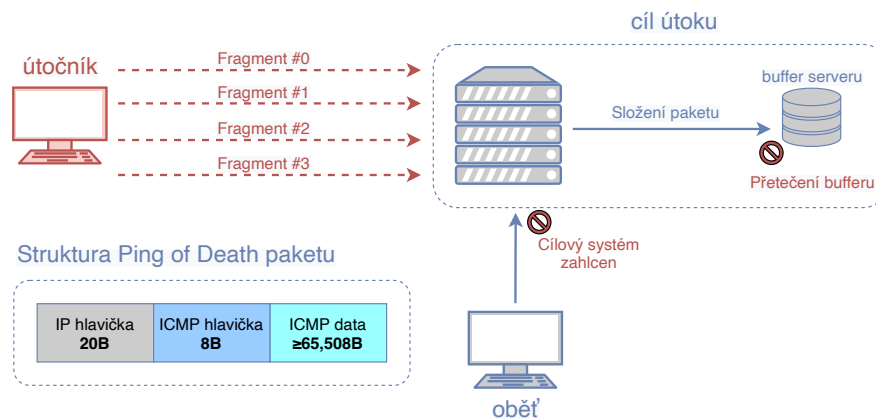 cíl útoku
útočník
Fragment #0
Fragment #1
Fragment #2
Fragment #3
buffer serveru
Složení paketu
Přetečení bufferu
Cílový systém
zahlcen
Struktura Ping of Death paketu
IP hlavička
20B
ICMP hlavička
8B
ICMP data
≥65,508B
oběť